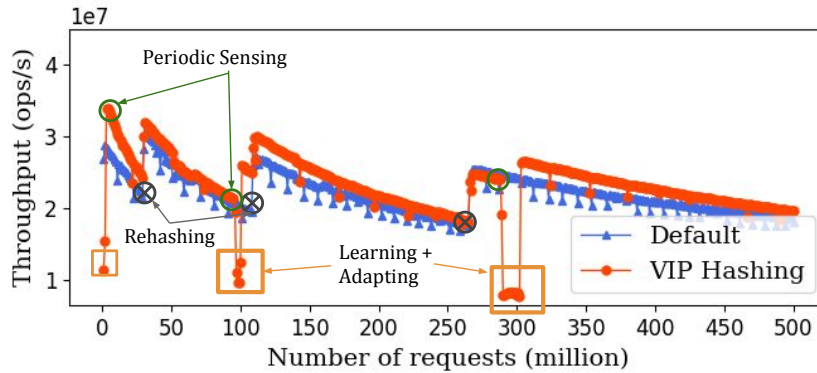 1e7
Throughput (ops/s)
4
3
2
1
Periodic Sensing
Rehashing
Learning +
Adapting
Default
VIP Hashing
0 50 100 150 200 250 300 350 400 450 500
Number of requests (million)